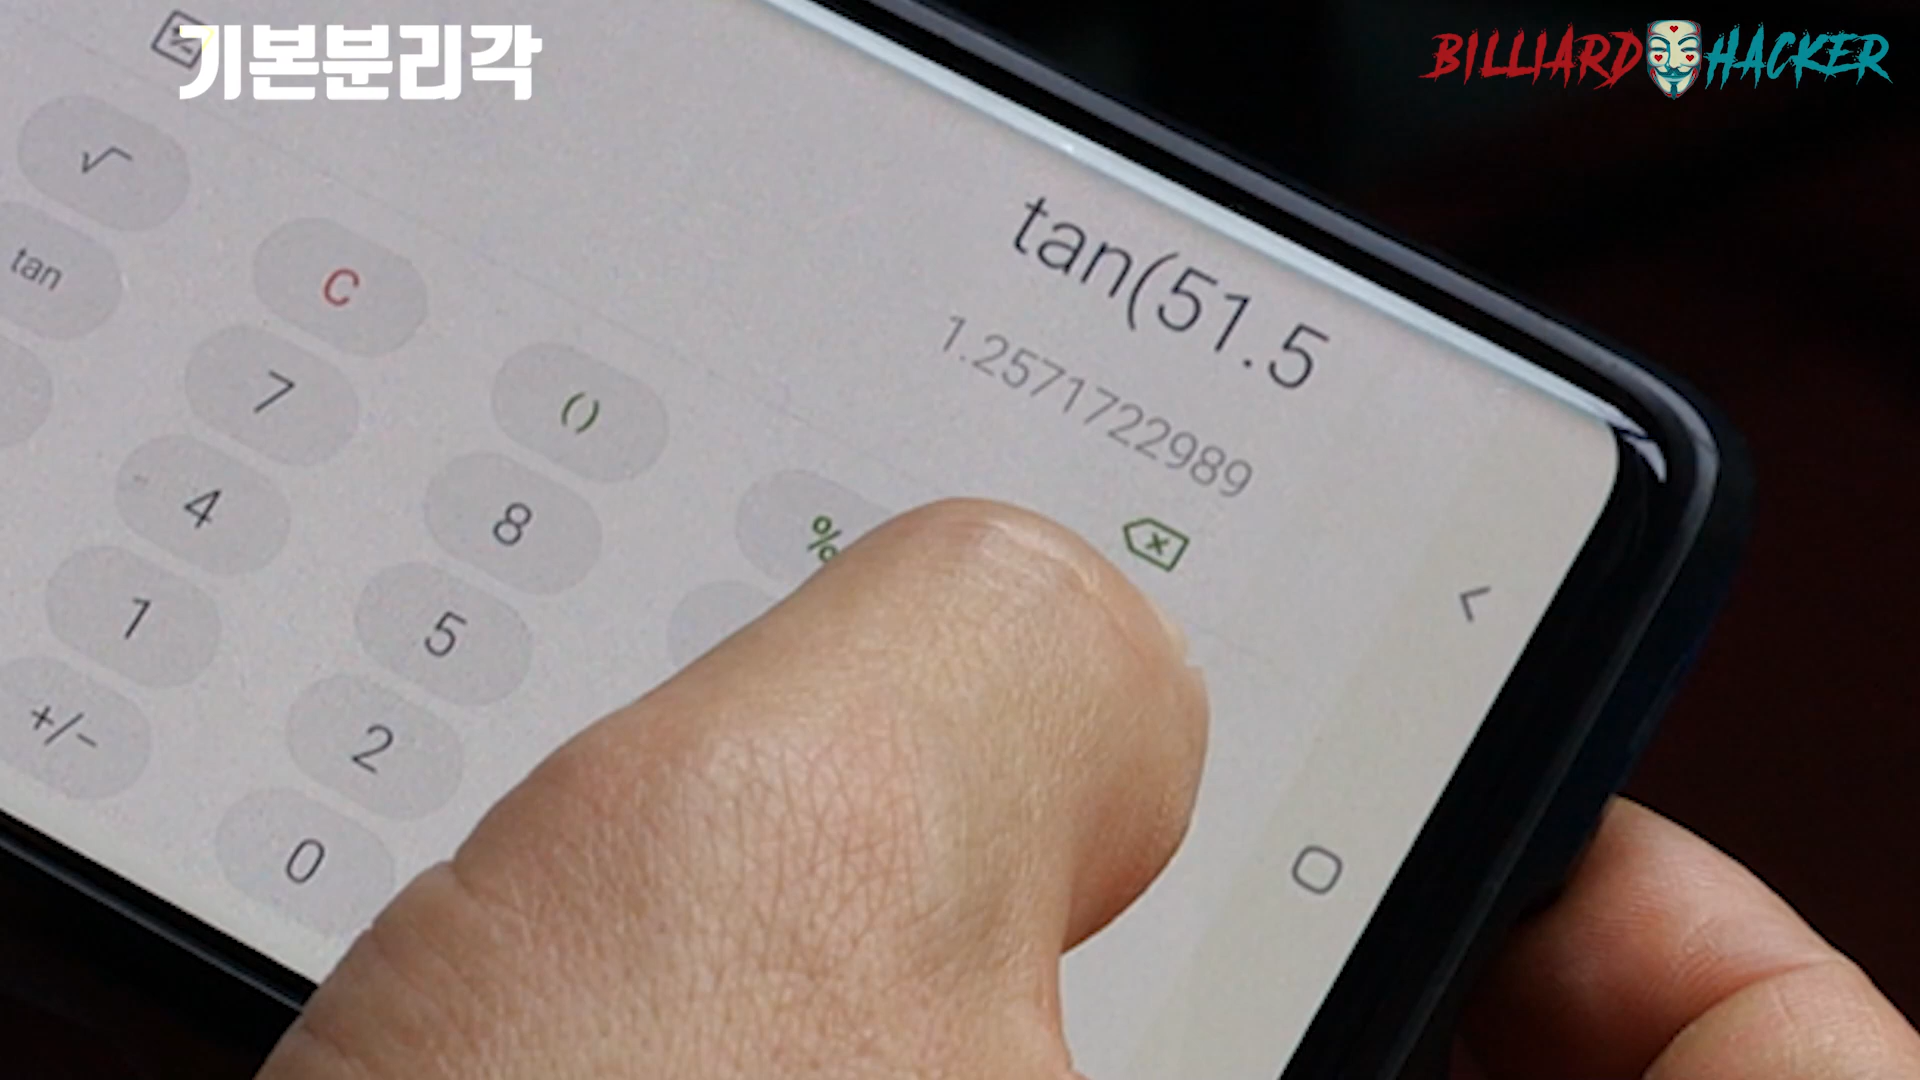 기본분리각
BILLIARD HACKER
tan(51.5
1.2571722989
√
tan
C
7
()
4
8
%
1
5
+/-
2
0